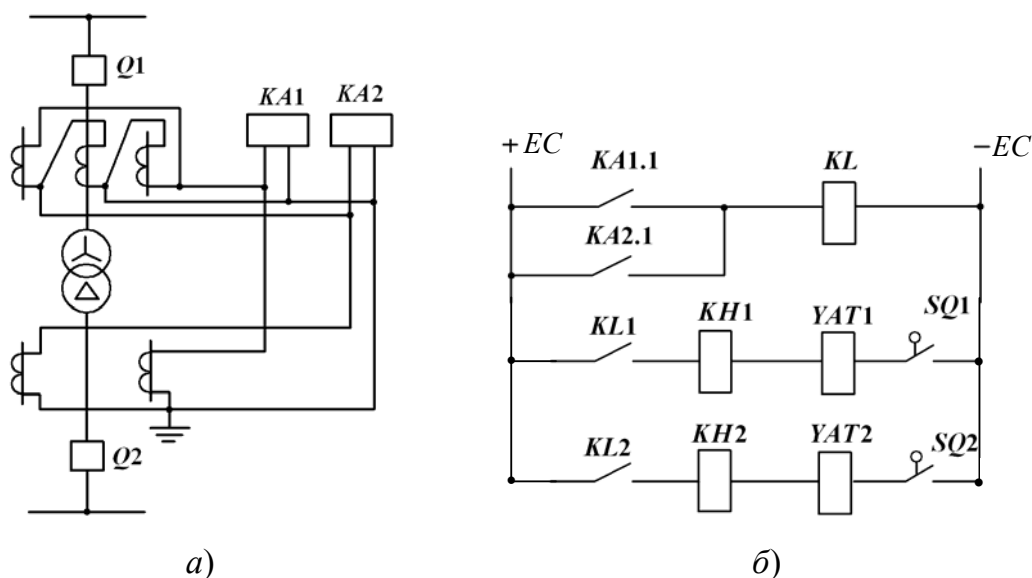 Q1
KA1
KA2
Q2
а)
+EC
−EC
KA1.1
KL
KA2.1
KL1
KH1
YAT1
SQ1
KL2
KH2
YAT2
SQ2
б)